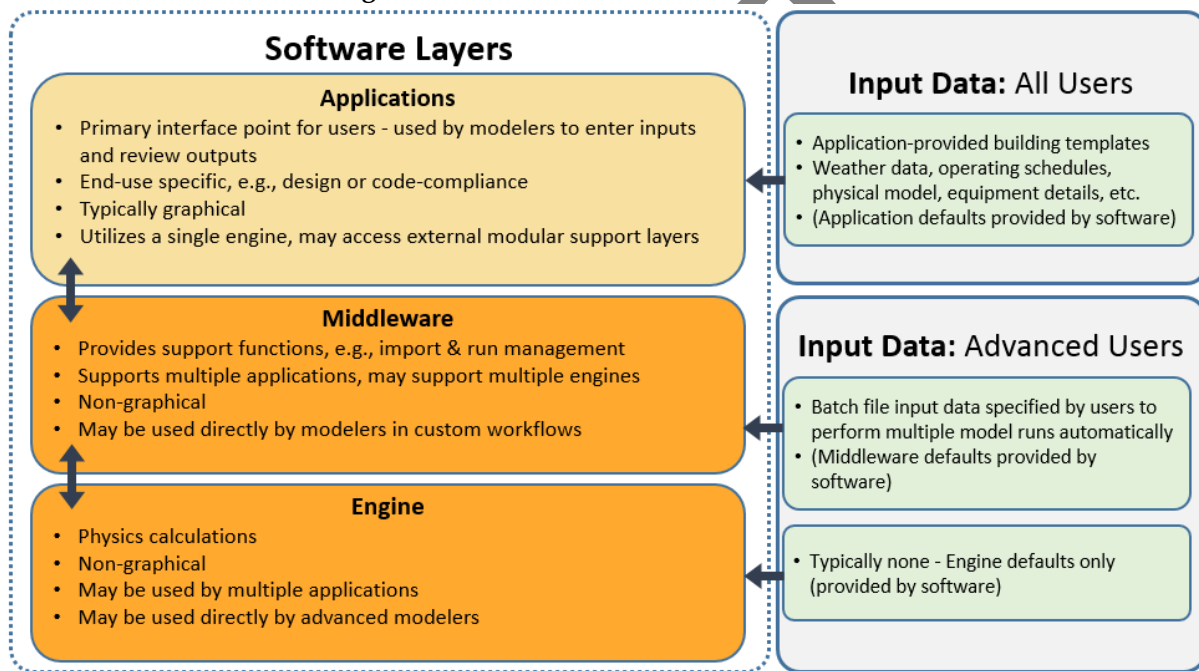 Software Layers
Applications
• Primary interface point for users - used by modelers to enter inputs
and review outputs
• End-use specific, e.g., design or code-compliance
• Typically graphical
• Utilizes a single engine, may access external modular support layers
Middleware
• Provides support functions, e.g., import & run management
• Supports multiple applications, may support multiple engines
• Non-graphical
• May be used directly by modelers in custom workflows
Engine
• Physics calculations
• Non-graphical
• May be used by multiple applications
• May be used directly by advanced modelers
Input Data: All Users
• Application-provided building templates
• Weather data, operating schedules,
physical model, equipment details, etc.
• (Application defaults provided by software)
Input Data: Advanced Users
• Batch file input data specified by users to
perform multiple model runs automatically
• (Middleware defaults provided by
software)
• Typically none - Engine defaults only
(provided by software)